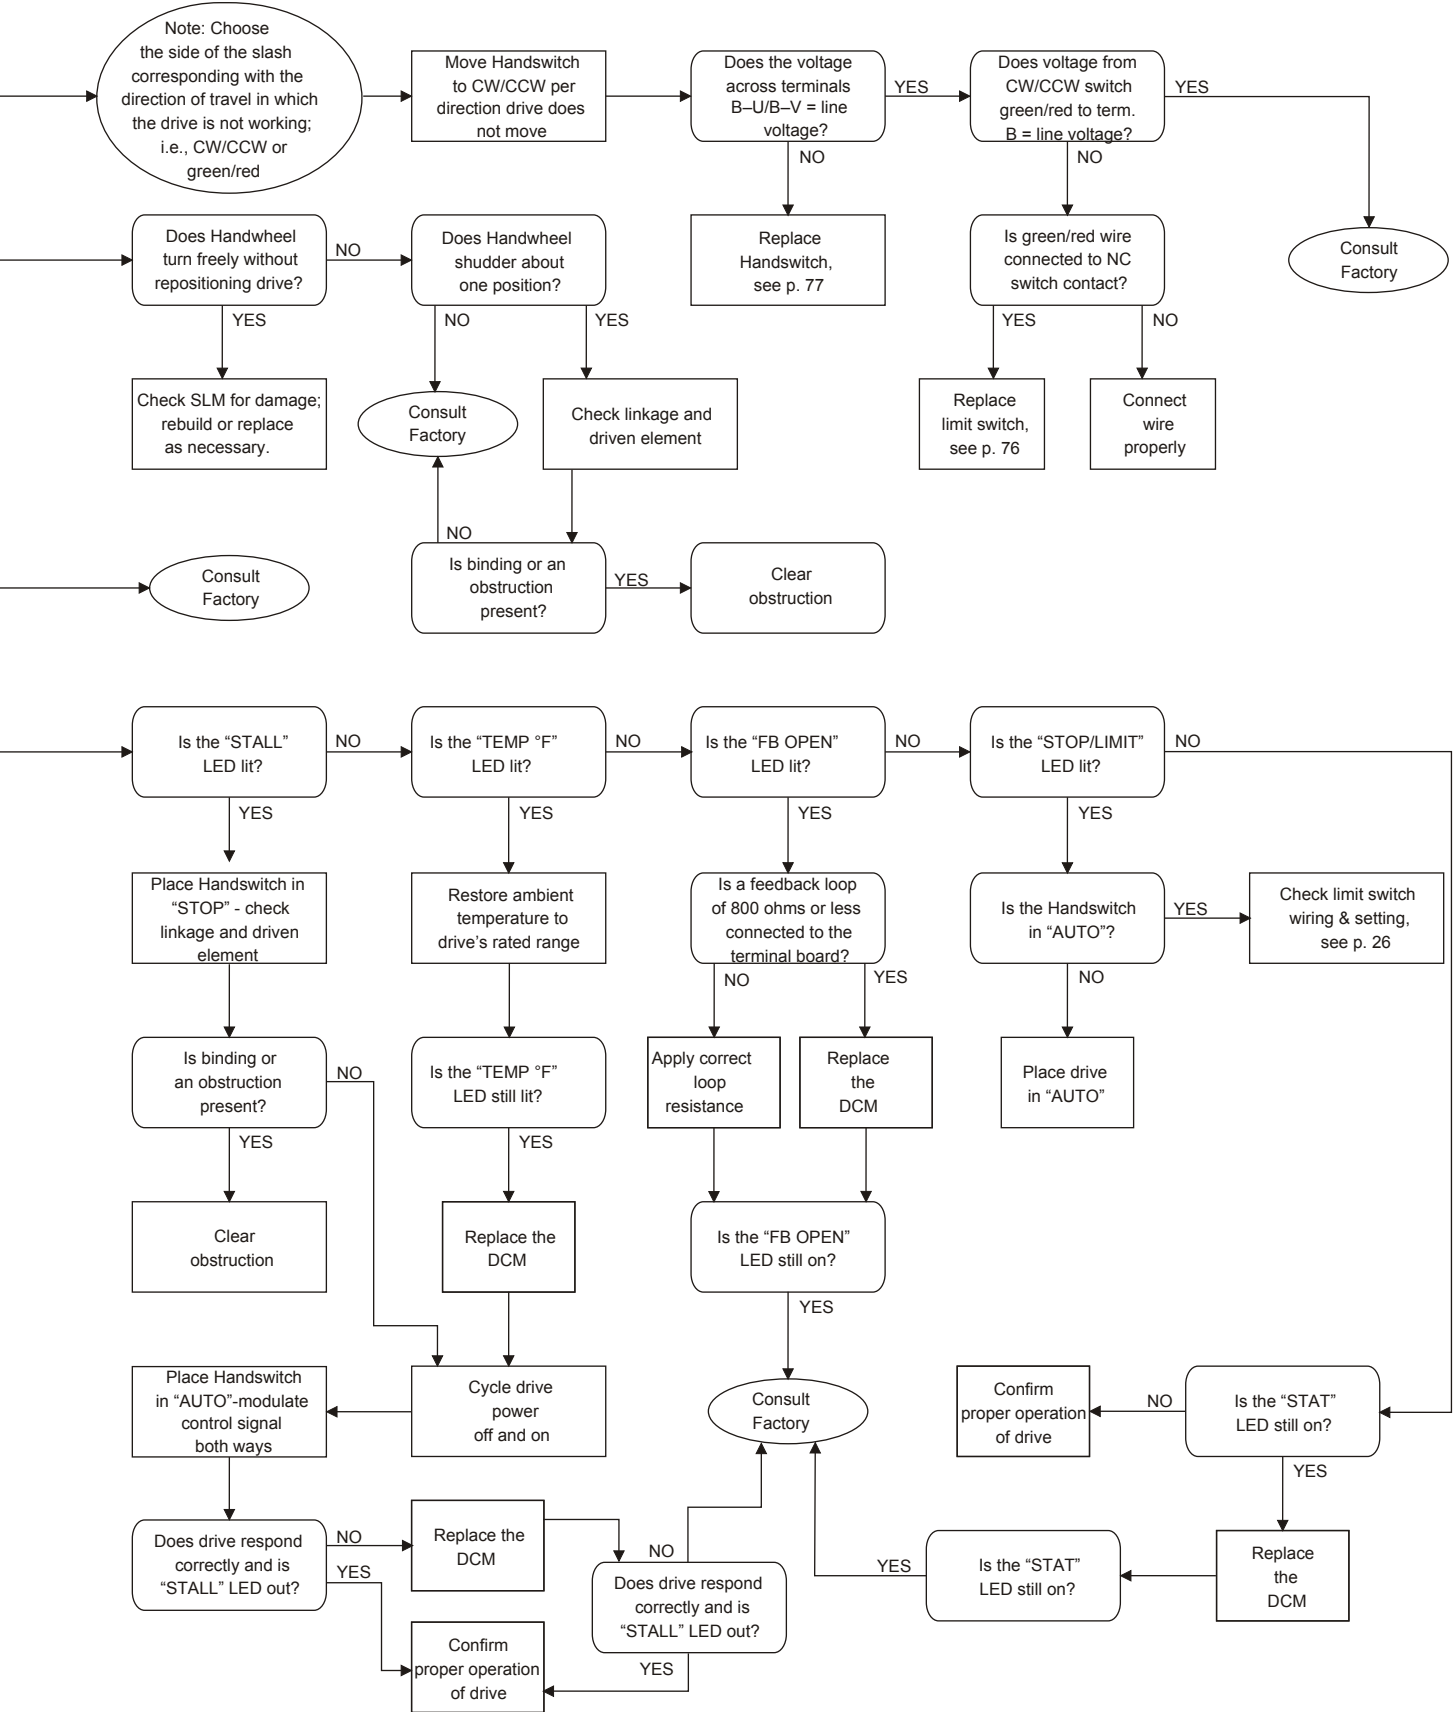 Note: Choose
the side of the slash
corresponding with the
direction of travel in which
the drive is not working;
i.e., CW/CCW or
green/red
Move Handswitch
to CW/CCW per
direction drive does
not move
Does the voltage
across terminals
B–U/B–V = line
voltage?
YES
NO
Does voltage from
CW/CCW switch
green/red to term.
B = line voltage?
YES
NO
Does Handwheel
turn freely without
repositioning drive?
NO
YES
Does Handwheel
shudder about
one position?
NO
YES
Replace
Handswitch,
see p. 77
Is green/red wire
connected to NC
switch contact?
YES
NO
Consult
Factory
Check SLM for damage;
rebuild or replace
as necessary.
Consult
Factory
Check linkage and
driven element
Replace
limit switch,
see p. 76
Connect
wire
properly
NO
Is binding or an
obstruction
present?
YES
Clear
obstruction
Consult
Factory
Is the “STALL”
LED lit?
NO
YES
Is the “TEMP °F”
LED lit?
NO
YES
Is the “FB OPEN”
LED lit?
NO
YES
Is the “STOP/LIMIT”
LED lit?
NO
YES
Place Handswitch in
“STOP” - check
linkage and driven
element
Restore ambient
temperature to
drive’s rated range
Is a feedback loop
of 800 ohms or less
connected to the
terminal board?
NO
YES
Is the Handswitch
in “AUTO”?
YES
NO
Check limit switch
wiring & setting,
see p. 26
Is binding or
an obstruction
present?
NO
YES
Is the “TEMP °F”
LED still lit?
YES
Apply correct
loop
resistance
Replace
the
DCM
Place drive
in “AUTO”
Clear
obstruction
Replace the
DCM
Is the “FB OPEN”
LED still on?
YES
Place Handswitch
in “AUTO”-modulate
control signal
both ways
Cycle drive
power
off and on
Consult
Factory
Confirm
proper operation
of drive
NO
Is the “STAT”
LED still on?
YES
Does drive respond
correctly and is
“STALL” LED out?
NO
YES
Replace the
DCM
NO
Does drive respond
correctly and is
“STALL” LED out?
YES
YES
Is the “STAT”
LED still on?
Replace
the
DCM
Confirm
proper operation
of drive